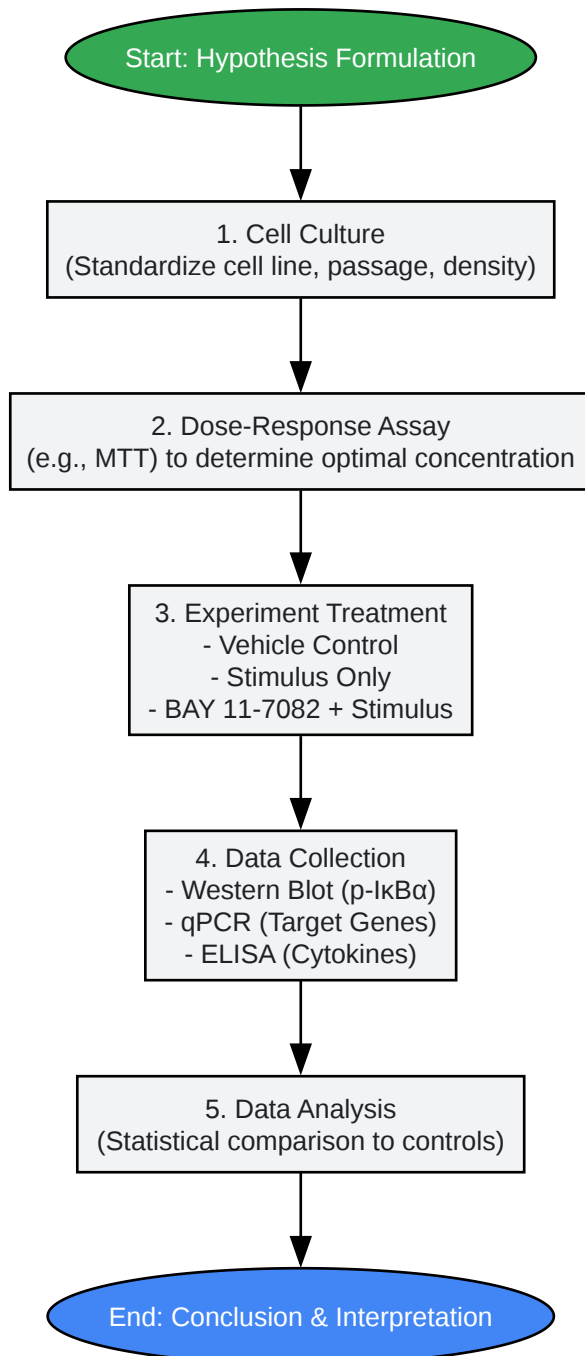 Start: Hypothesis Formulation
1. Cell Culture
(Standardize cell line, passage, density)
2. Dose-Response Assay
(e.g., MTT) to determine optimal concentration
3. Experiment Treatment
- Vehicle Control
- Stimulus Only
- BAY 11-7082 + Stimulus
4. Data Collection
- Western Blot (p-IκBα)
- qPCR (Target Genes)
- ELISA (Cytokines)
5. Data Analysis
(Statistical comparison to controls)
End: Conclusion & Interpretation